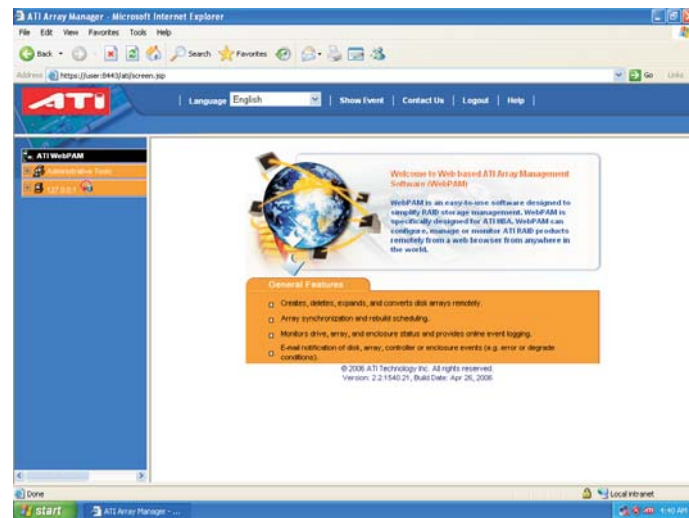 ATI Array Manager - Microsoft Internet Explorer
File Edit View Favorites Tools Help
Back Search Favorites
Address https://user:8443/ati/screen.jsp Go Links
ATI
Language English Show Event Contact Us Logout Help
ATI WebPAM
Administrative Tools
127.0.0.1
Welcome to Web based ATI Array Management
Software (WebPAM)
WebPAM is an easy-to-use software designed to
simplify RAID storage management. WebPAM is
specifically designed for ATI HBA. WebPAM can
configure, manage or monitor ATI RAID products
remotely from a web browser from anywhere in
the world.
General Features
Creates, deletes, expands, and converts disk arrays remotely.
Array synchronization and rebuild scheduling.
Monitors drive, array, and enclosure status and provides online event logging.
E-mail notification of disk, array, controller or enclosure events (e.g. error or degrade
conditions).
© 2006 ATI Technology Inc. All rights reserved.
Version: 2.2.1540.21, Build Date: Apr 26, 2006
Done Local intranet
start ATI Array Manager - ... ATI 4:40 AM